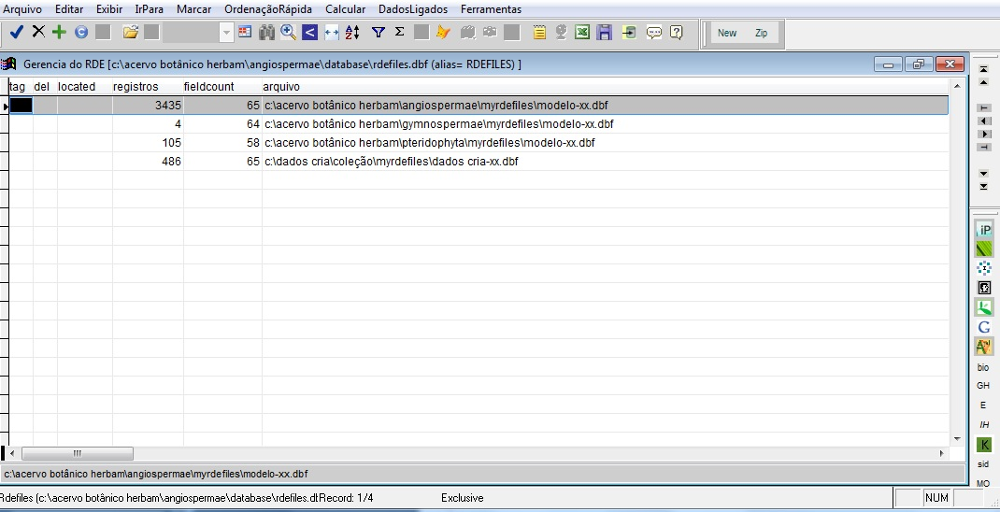 Arquivo Editar Exibir IrPara Marcar OrdenaçãoRápida Calcular DadosLigados Ferramentas
New Zip
Gerencia do RDE [c:\acervo botânico herbam\angiospermae\database\rdefiles.dbf (alias= RDEFILES) ]
tag del located registros fieldcount arquivo
3435 65 c:\acervo botânico herbam\angiospermae\myrdefiles\modelo-xx.dbf
4 64 c:\acervo botânico herbam\gymnospermae\myrdefiles\modelo-xx.dbf
105 58 c:\acervo botânico herbam\pteridophyta\myrdefiles\modelo-xx.dbf
486 65 c:\dados cria\coleção\myrdefiles\dados cria-xx.dbf
iP
G
bio
GH
E
IH
K
sid
MO
c:\acervo botânico herbam\angiospermae\myrdefiles\modelo-xx.dbf
Rdefiles (c:\acervo botânico herbam\angiospermae\database\rdefiles.dt Record: 1/4 Exclusive NUM